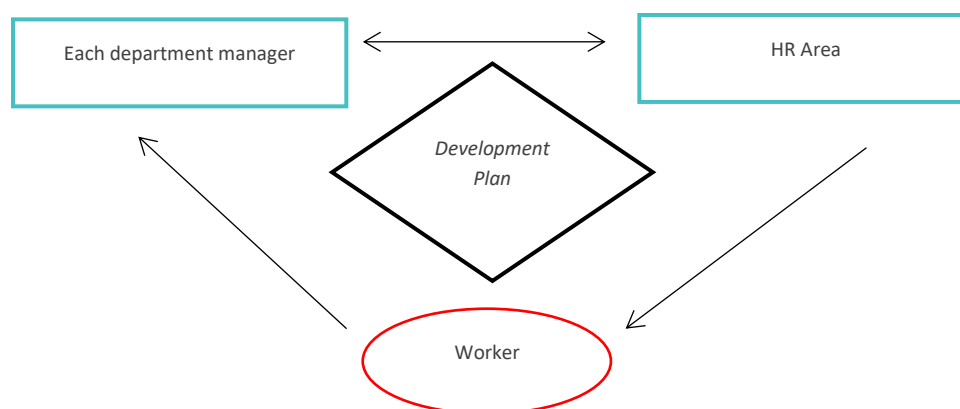 Each department manager
HR Area
Development
Plan
Worker